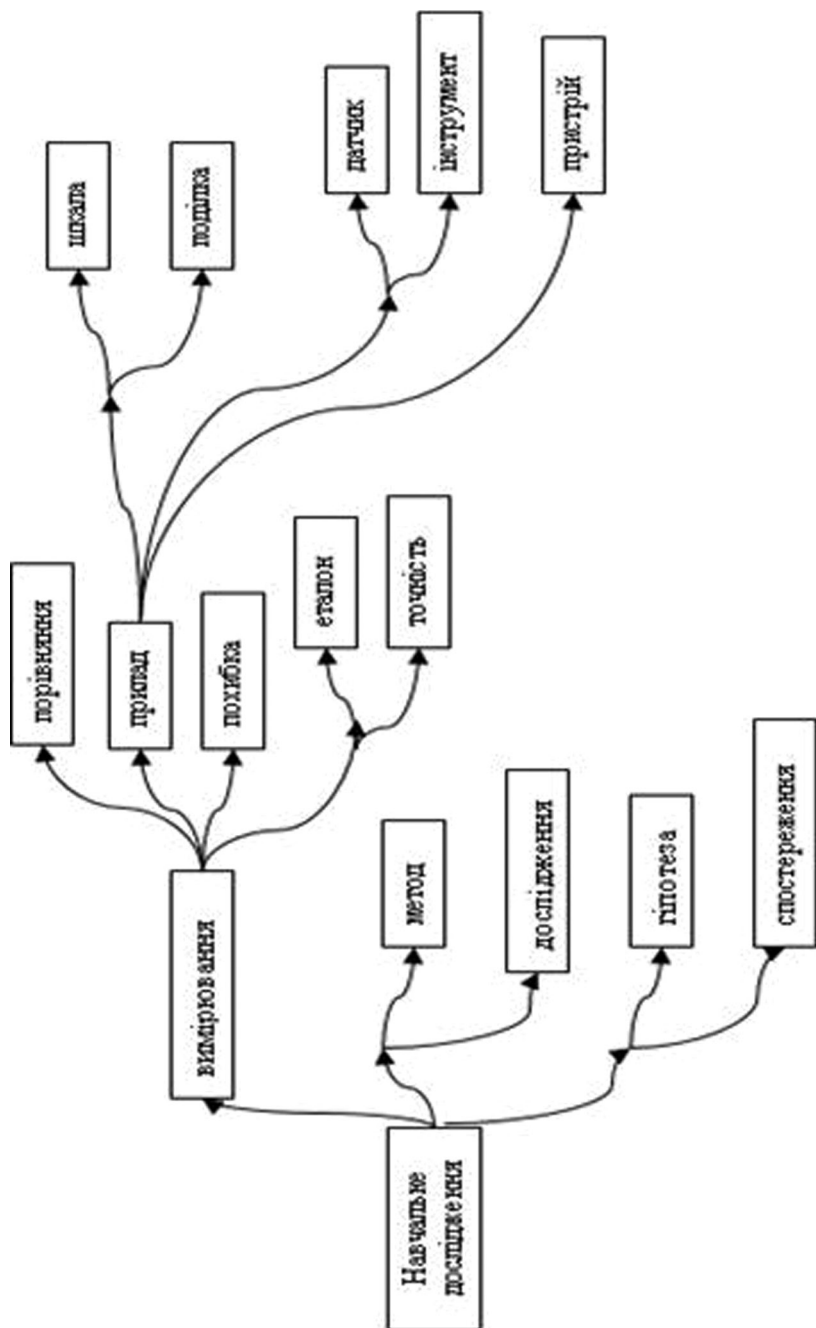 Навчальне
дослідження
вимірювання
метод
дослідження
гіпотеза
спостереження
порівняння
прилад
похибка
еталон
точність
шкала
поділка
датчик
інструмент
пристрій